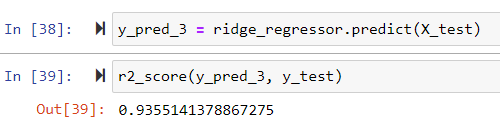 In [38]: y_pred_3 = ridge_regressor.predict(X_test)
In [39]: r2_score(y_pred_3, y_test)
Out[39]: 0.9355141378867275